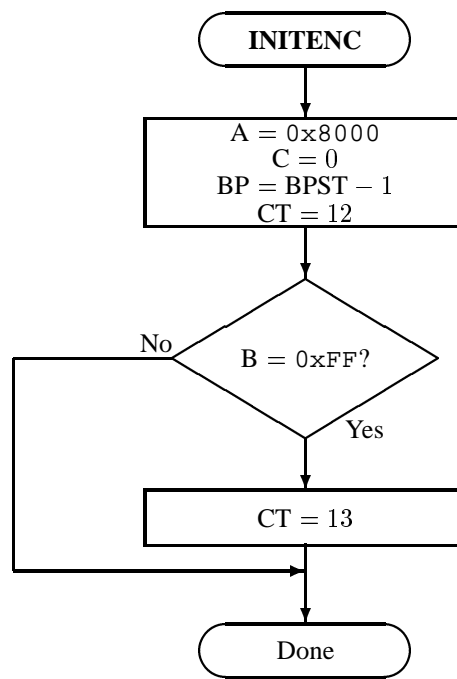 INITENC
A = 0x8000
C = 0
BP = BPST − 1
CT = 12
No
B = 0xFF?
Yes
CT = 13
Done